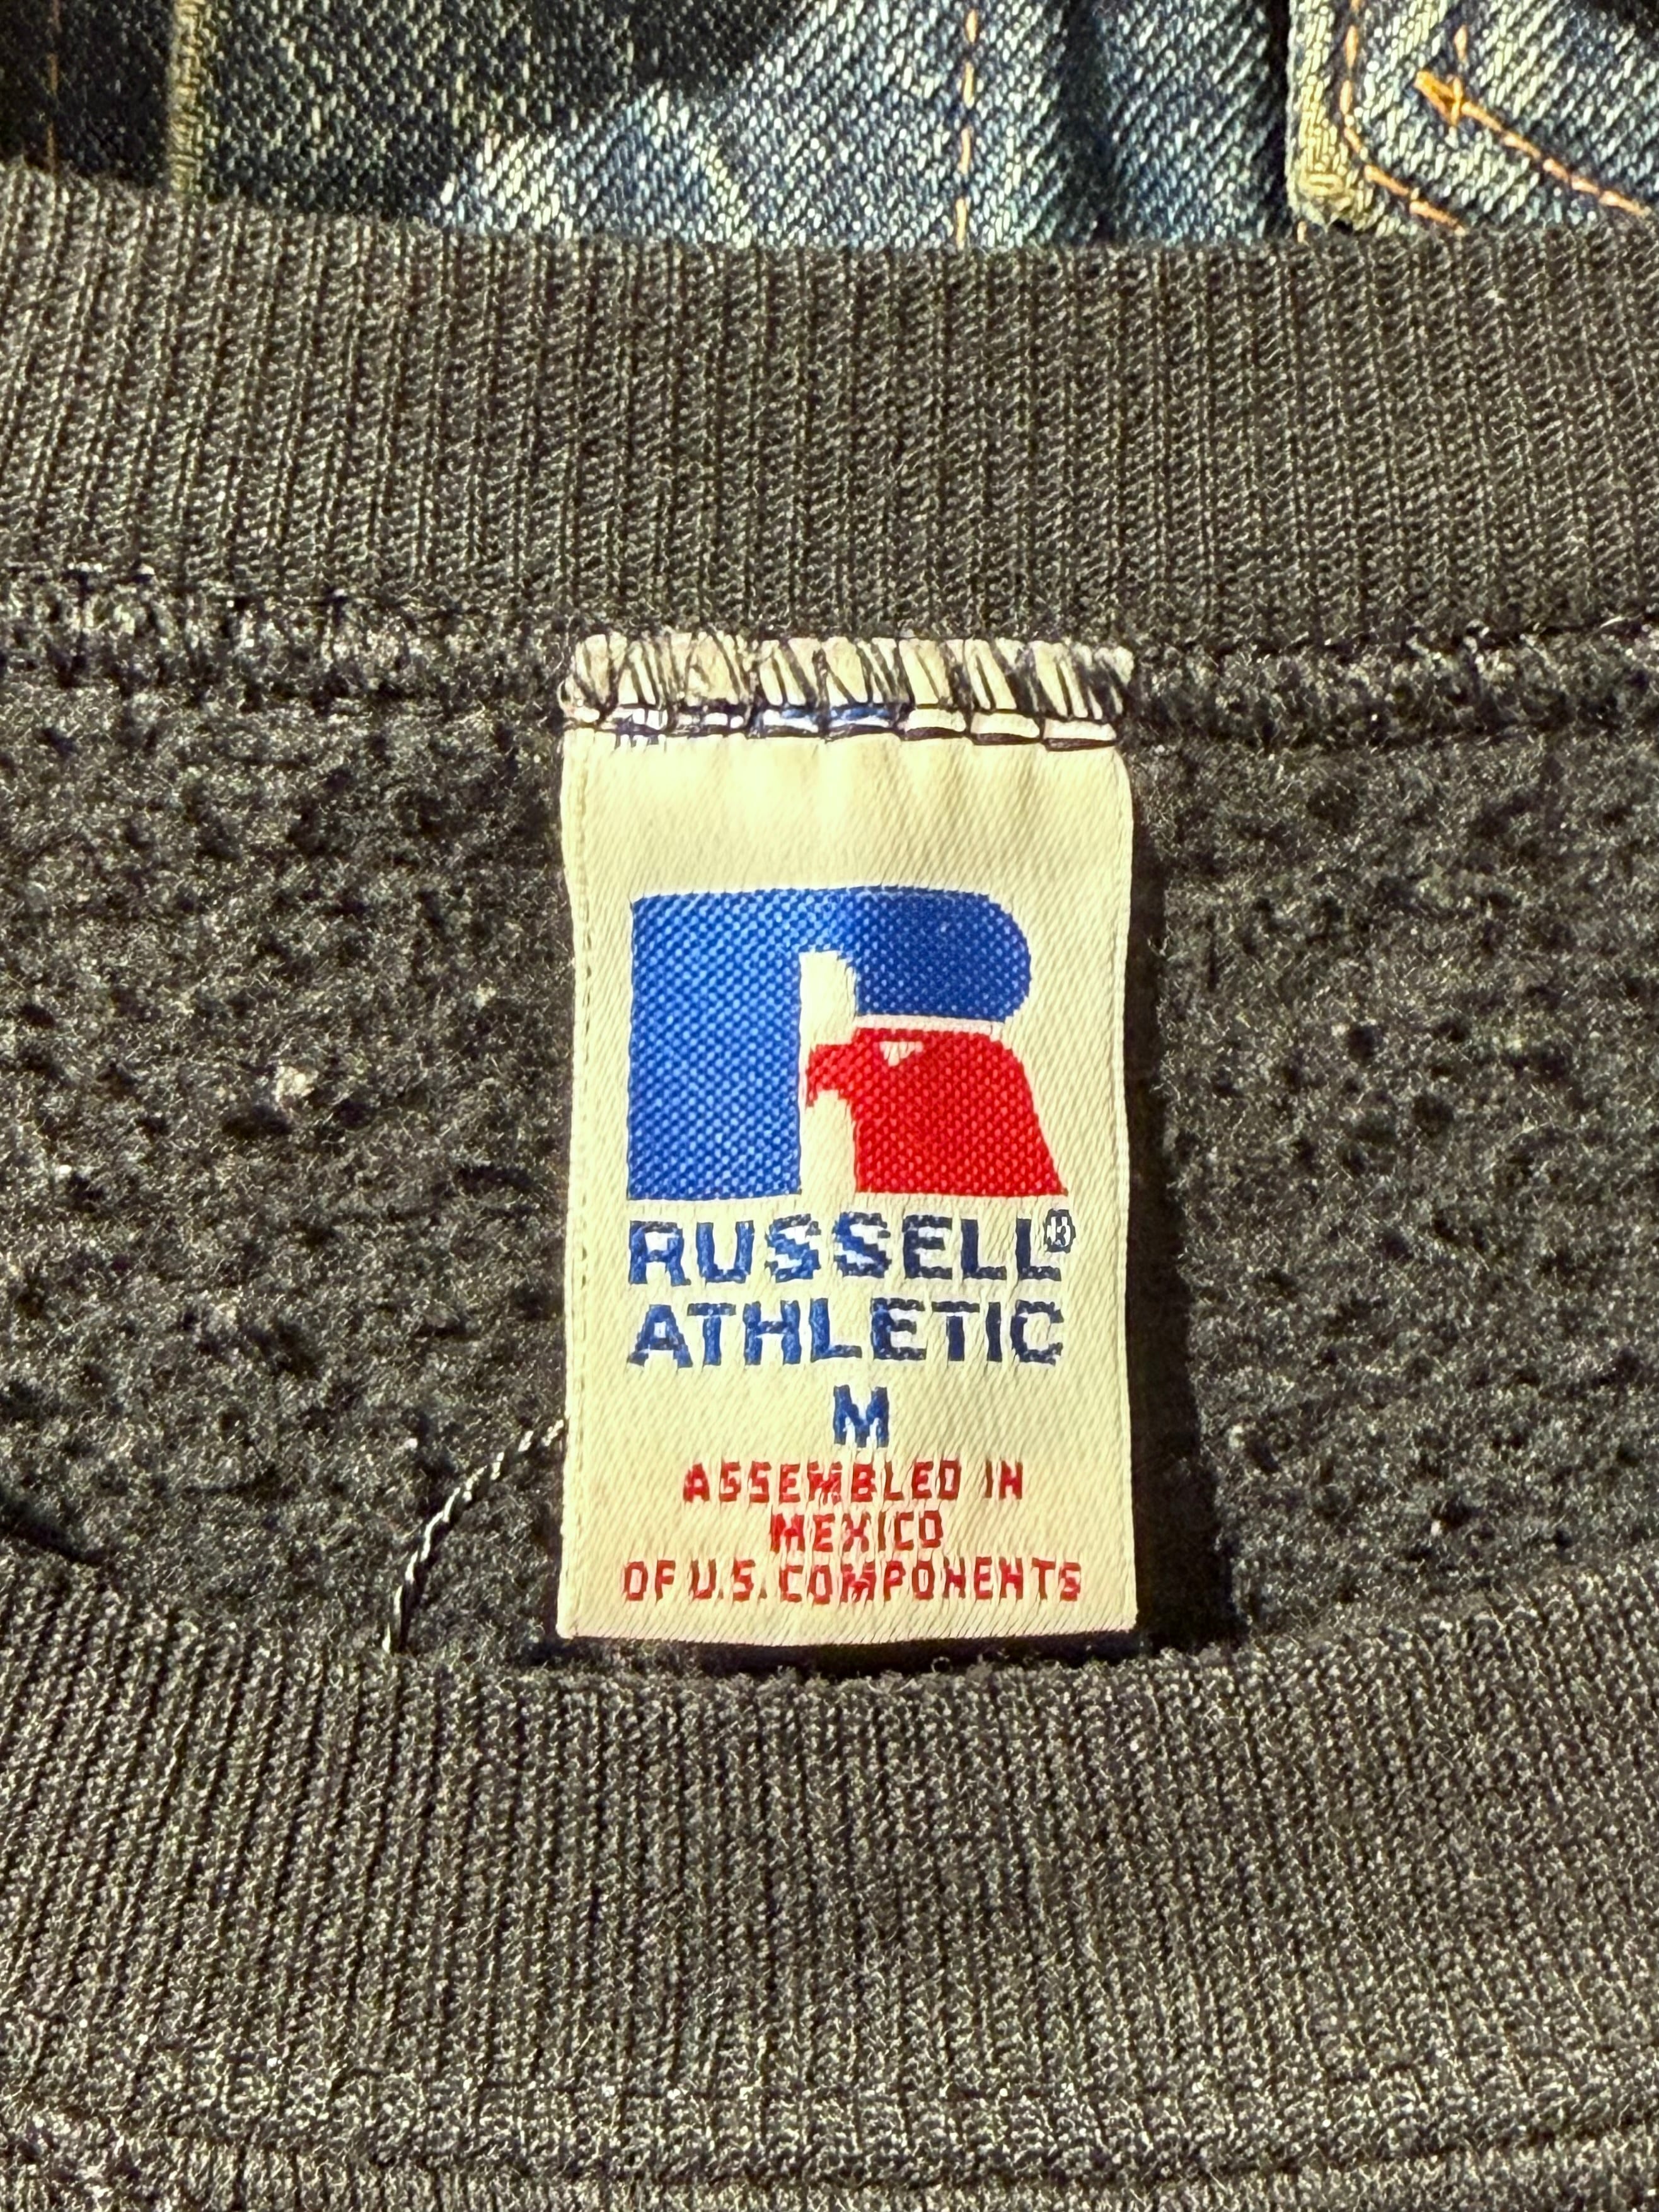 RUSSELL®
ATHLETIC
M
ASSEMBLED IN
MEXICO
OF U.S. COMPONENTS